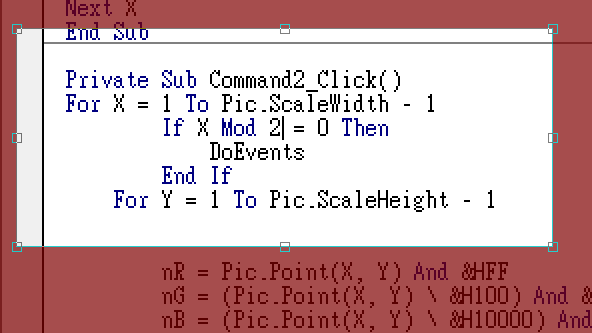 Next X
End Sub
Private Sub Command2_Click()
For X = 1 To Pic.ScaleWidth - 1
If X Mod 2 = 0 Then
DoEvents
End If
For Y = 1 To Pic.ScaleHeight - 1
nR = Pic.Point(X, Y) And &HFF
nG = (Pic.Point(X, Y) \ &H100) And &
nB = (Pic.Point(X, Y) \ &H10000) And